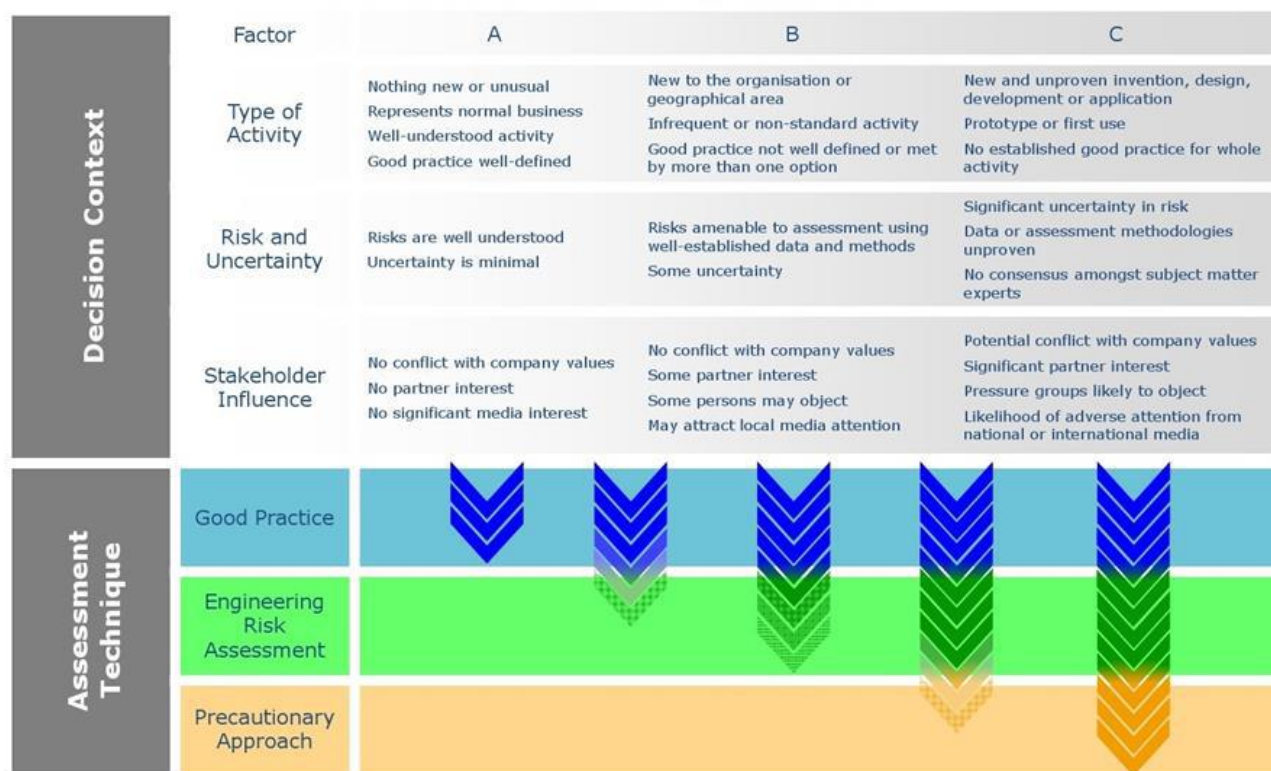 Decision Context
Factor
A
B
C
Type of
Activity
Nothing new or unusual
Represents normal business
Well-understood activity
Good practice well-defined
New to the organisation or
geographical area
Infrequent or non-standard activity
Good practice not well defined or met
by more than one option
New and unproven invention, design,
development or application
Prototype or first use
No established good practice for whole
activity
Risk and
Uncertainty
Risks are well understood
Uncertainty is minimal
Risks amenable to assessment using
well-established data and methods
Some uncertainty
Significant uncertainty in risk
Data or assessment methodologies
unproven
No consensus amongst subject matter
experts
Stakeholder
Influence
No conflict with company values
No partner interest
No significant media interest
No conflict with company values
Some partner interest
Some persons may object
May attract local media attention
Potential conflict with company values
Significant partner interest
Pressure groups likely to object
Likelihood of adverse attention from
national or international media
Assessment
Technique
Good Practice
Engineering
Risk
Assessment
Precautionary
Approach